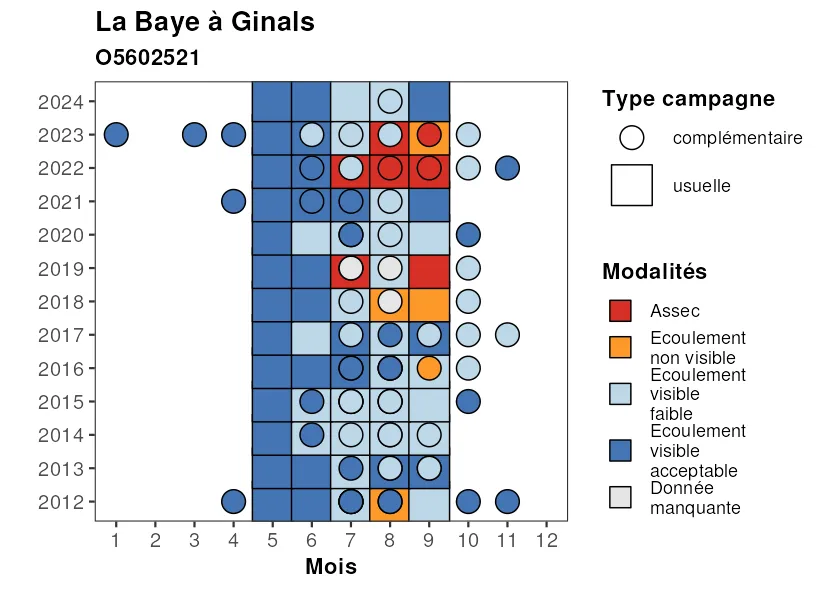 La Baye à Ginals
O5602521
2024
2023
2022
2021
2020
2019
2018
2017
2016
2015
2014
2013
2012
1 2 3 4 5 6 7 8 9 10 11 12
Mois
Type campagne
complémentaire
usuelle
Modalités
Assec
Ecoulement
non visible
Ecoulement
visible
faible
Ecoulement
visible
acceptable
Donnée
manquante